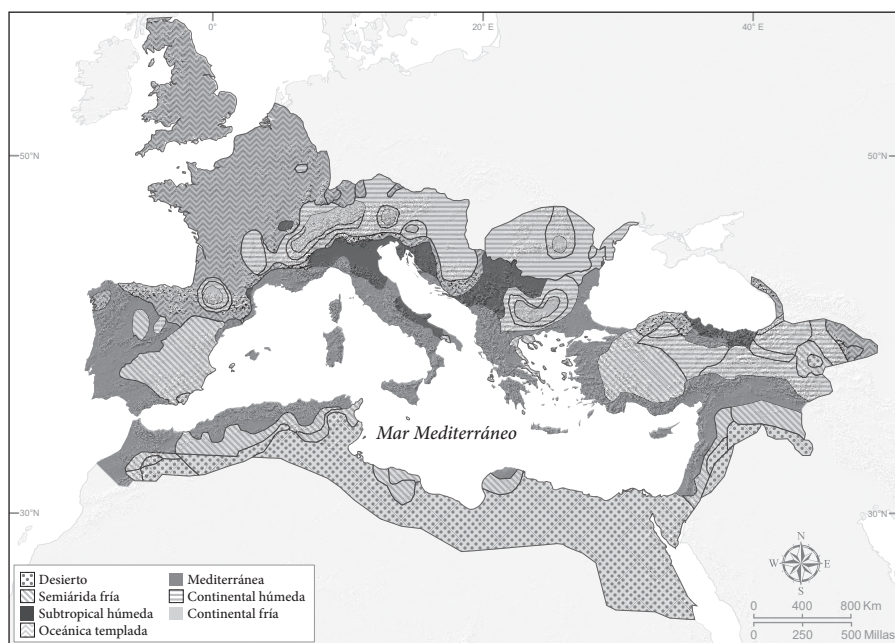 0°
20° E
40° E
50°N
50°N
Mar Mediterráneo
30°N
30°N
Desierto
Semiárida fría
Subtropical húmeda
Oceánica templada
Mediterránea
Continental húmeda
Continental fría
N
W
E
S
0 400 800 Km
0 250 500 Millas